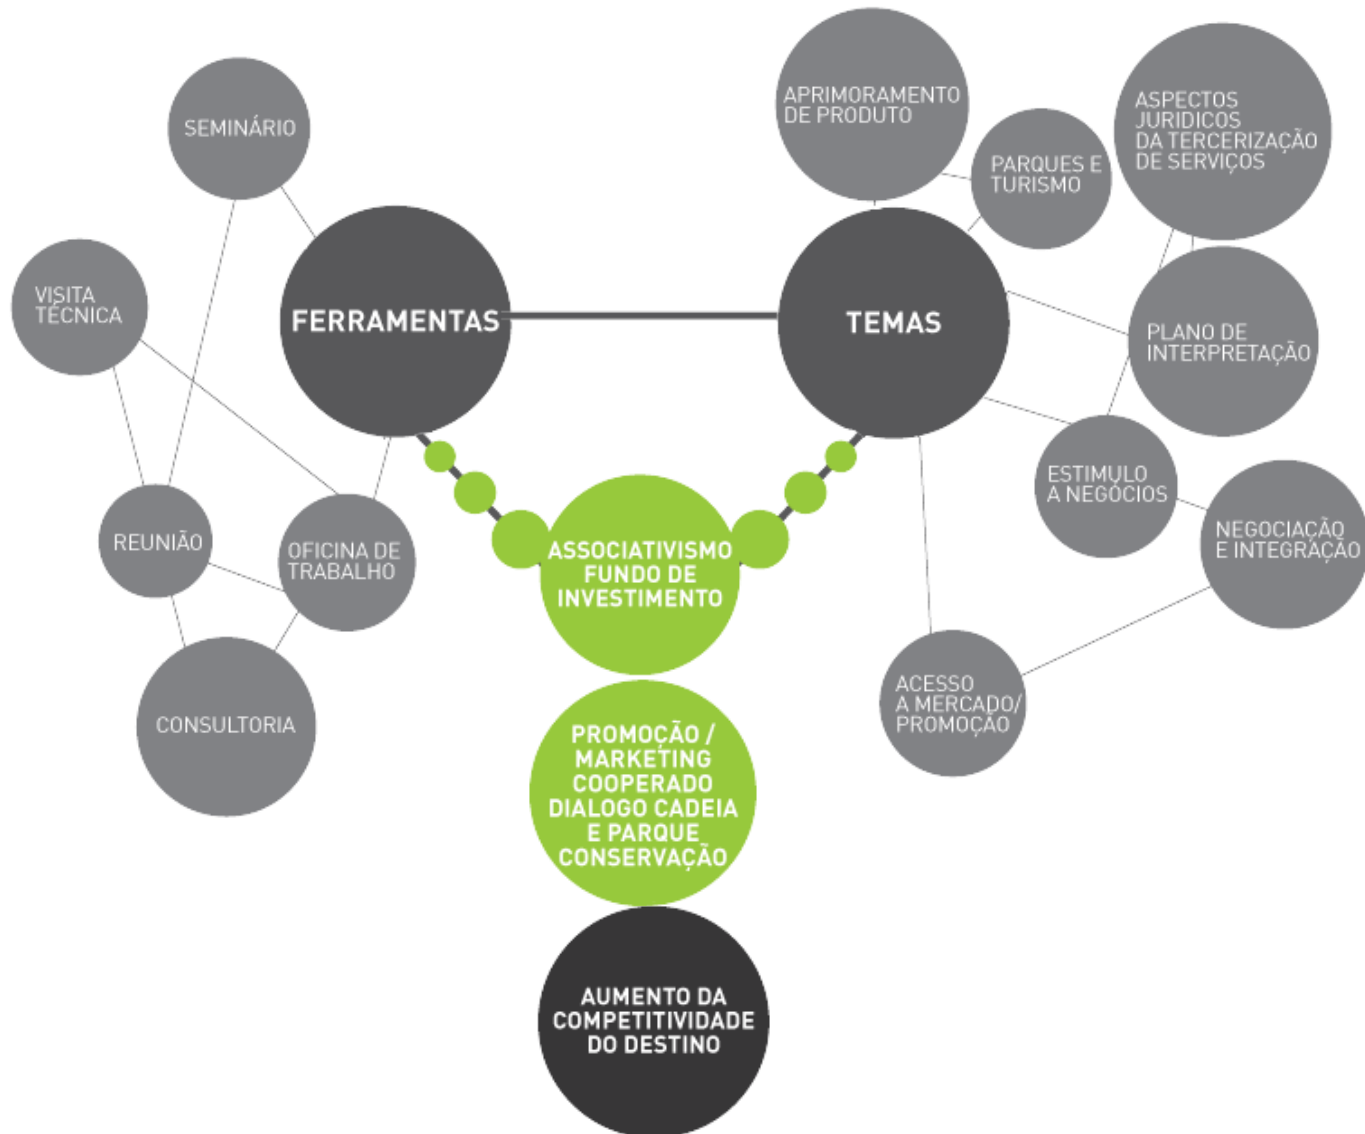 SEMINÁRIO
VISITA
TÉCNICA
FERRAMENTAS
REUNIÃO
OFICINA DE
TRABALHO
CONSULTORIA
APRIMORAMENTO
DE PRODUTO
PARQUES E
TURISMO
ASPECTOS
JURIDICOS
DA TERCERIZAÇÃO
DE SERVIÇOS
TEMAS
PLANO DE
INTERPRETAÇÃO
ESTIMULO
A NEGÓCIOS
NEGOCIAÇÃO
E INTEGRAÇÃO
ACESSO
A MERCADO/
PROMOÇÃO
ASSOCIATIVISMO
FUNDO DE
INVESTIMENTO
PROMOÇÃO /
MARKETING
COOPERADO
DIALOGO CADEIA
E PARQUE
CONSERVAÇÃO
AUMENTO DA
COMPETITIVIDADE
DO DESTINO